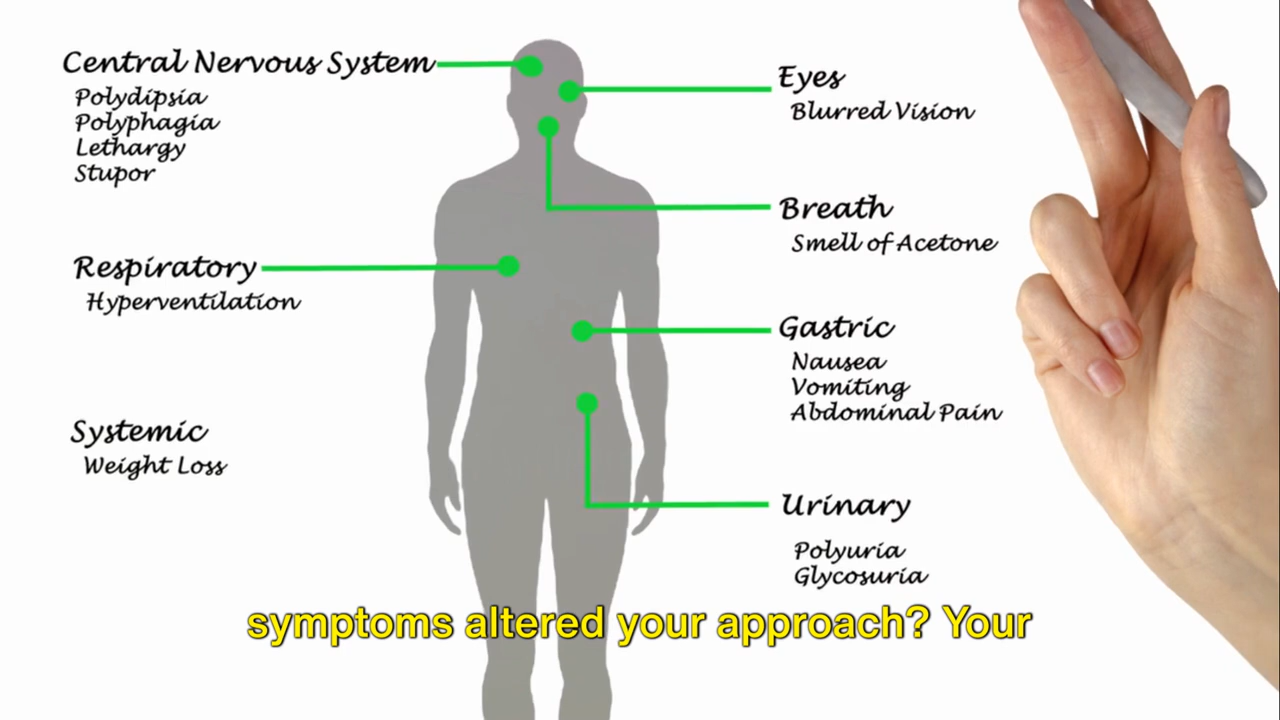 Central Nervous System
Polydipsia
Polyphagia
Lethargy
Stupor
Respiratory
Hyperventilation
Systemic
Weight Loss
Eyes
Blurred Vision
Breath
Smell of Acetone
Gastric
Nausea
Vomiting
Abdominal Pain
Urinary
Polyuria
Glycosuria
symptoms altered your approach? Your